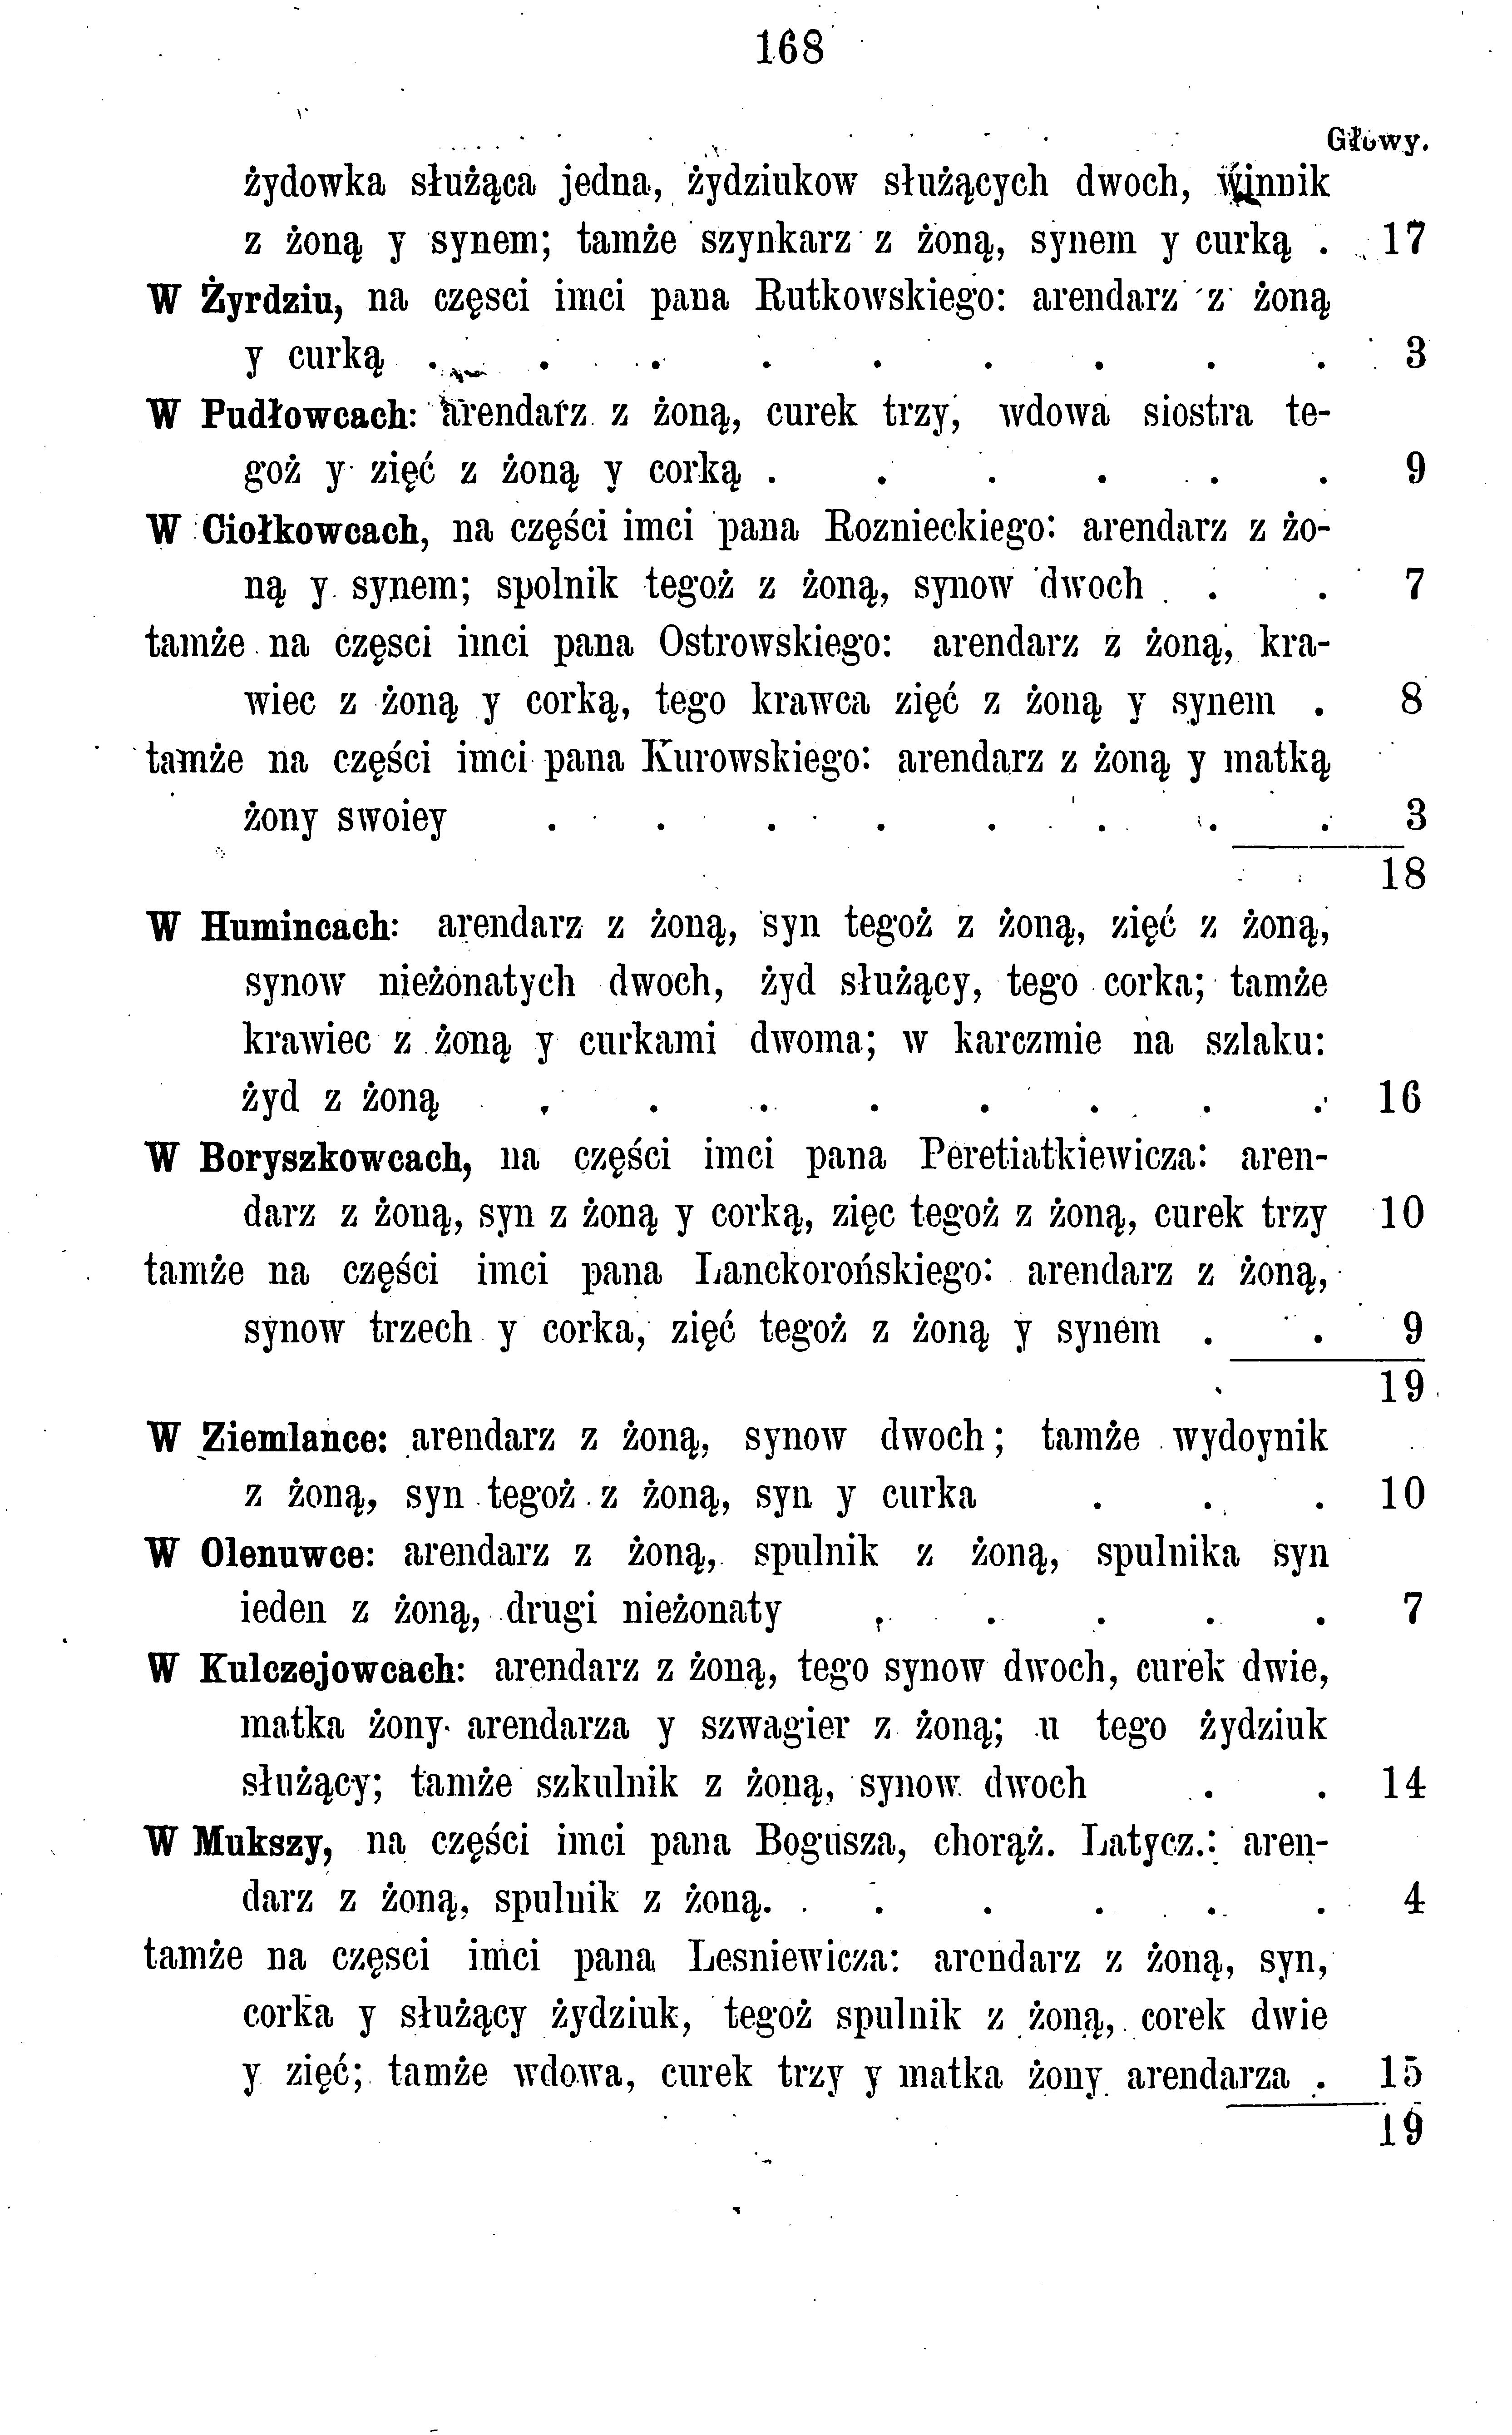 168
Głowy.
żydowka służąca jedna, żydziukow służących dwoch, winnik
z żoną y synem; tamże szynkarz z żoną, synem y curką . 17
W Żyrdziu, na częsci imci pana Rutkowskiego: arendarz z żoną
y curką . . . . . . . . . 3
W Pudłowcach: arendarz z żoną, curek trzy, wdowa siostra te-
goż y zięć z żoną y corką . . . . . . 9
W Ciołkowcach, na części imci pana Roznieckiego: arendarz z żo-
ną y synem; spolnik tegoż z żoną, synow dwoch . . 7
tamże na częsci imci pana Ostrowskiego: arendarz z żoną, kra-
wiec z żoną y corką, tego krawca zięć z żoną y synem . 8
tamże na części imci pana Kurowskiego: arendarz z żoną y matką
żony swoiey . . . . . . . . 3
18
W Humincach: arendarz z żoną, syn tegoż z żoną, zięć z żoną,
synow nieżonatych dwoch, żyd służący, tego corka; tamże
krawiec z żoną y curkami dwoma; w karczmie na szlaku:
żyd z żoną . . . . . . . . 16
W Boryszkowcach, na części imci pana Peretiatkiewicza: aren-
darz z żoną, syn z żoną y corką, zięc tegoż z żoną, curek trzy 10
tamże na części imci pana Lanckorońskiego: arendarz z żoną,
synow trzech y corka, zięć tegoż z żoną y synem . . 9
19
W Ziemlance: arendarz z żoną, synow dwoch; tamże wydoynik
z żoną, syn tegoż z żoną, syn y curka . . . 10
W Olenuwce: arendarz z żoną, spulnik z żoną, spulnika syn
ieden z żoną, drugi nieżonaty . . . . . 7
W Kulczejowcach: arendarz z żoną, tego synow dwoch, curek dwie,
matka żony arendarza y szwagier z żoną; u tego żydziuk
służący; tamże szkulnik z żoną, synow dwoch . . 14
W Mukszy, na części imci pana Bogusza, chorąż. Latycz.: aren-
darz z żoną, spulnik z żoną. . . . . . . 4
tamże na częsci imci pana Lesniewicza: arendarz z żoną, syn,
corka y służący żydziuk, tegoż spulnik z żoną, corek dwie
y zięć; tamże wdowa, curek trzy y matka żony arendarza . 15
19